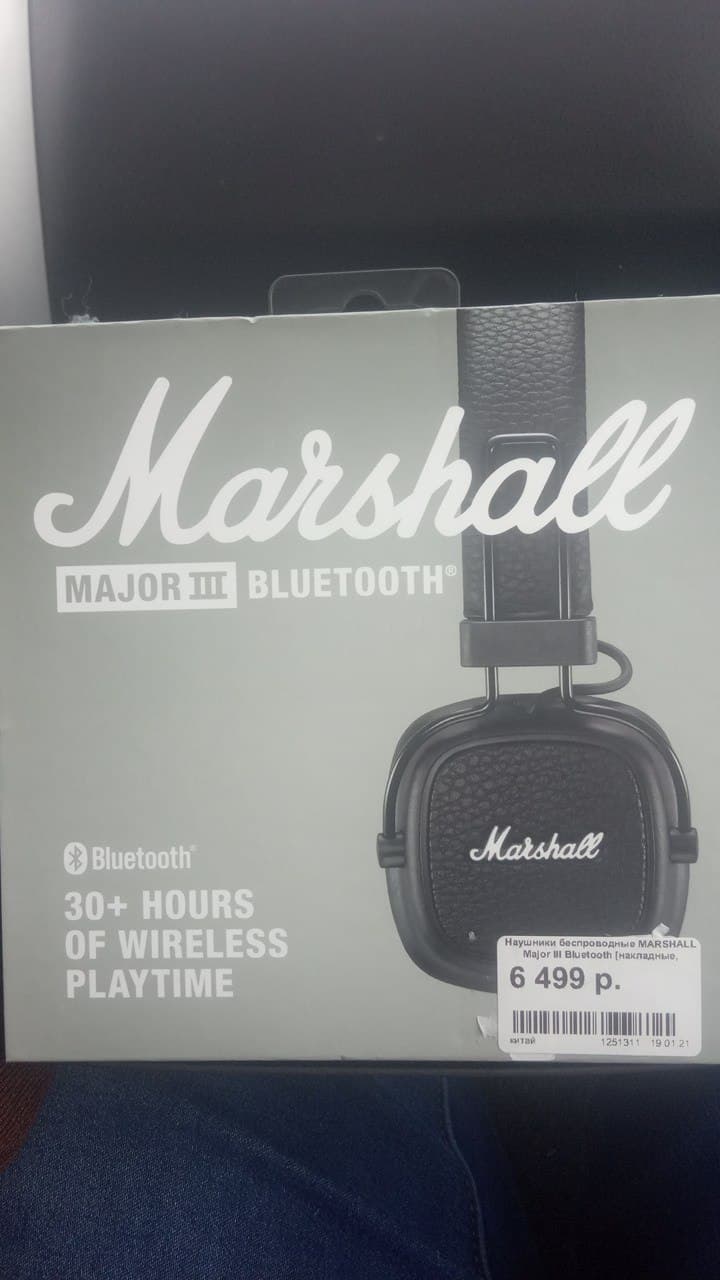 Marshall
MAJOR III BLUETOOTH®
Bluetooth®
30+ HOURS
OF WIRELESS
PLAYTIME
Marshall
Наушники беспроводные MARSHALL
Major III Bluetooth [накладные,
6 499 р.
китай 1251311 19.01.21